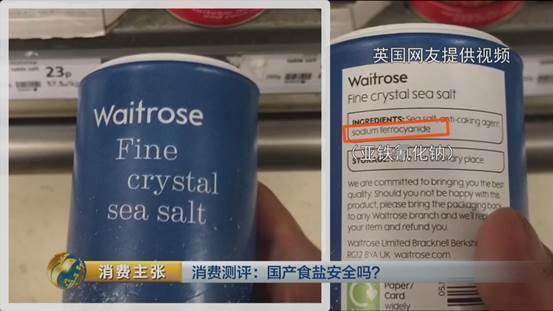 23p
Waitrose
Fine
crystal
sea salt
英国网友提供视频
Waitrose
Fine crystal sea salt
INGREDIENTS: Sea salt, anti-caking agent
sodium ferrocyanide
(亚铁氰化钠)
place
We are committed to bringing you the best
quality. Should you not be happy with this
product, please bring the packaging back
to any Waitrose branch and we'll
your item and refund you.
Waitrose Limited Bracknell
RG12 8YA UK waitrose.com
Paper/
Card
widely
消费主张
消费测评：国产食盐安全吗?